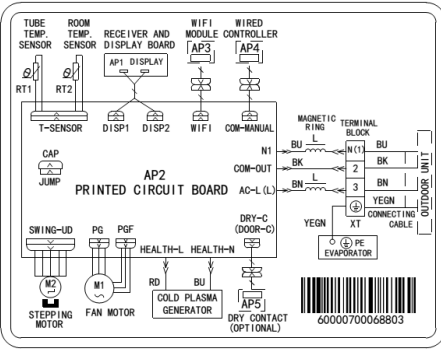 TUBE TEMP. SENSOR
ROOM TEMP. SENSOR
RECEIVER AND DISPLAY BOARD
WIFI MODULE
WIRED CONTROLLER
AP1 DISPLAY
AP3
AP4
RT1
RT2
T-SENSOR
DISP1
DISP2
WIFI
COM-MANUAL
MAGNETIC RING
TERMINAL BLOCK
N1
BU
L
N(1)
BU
COM-OUT
BK
2
BK
AC-L(L)
BN
L
3
BN
YEGN
OUTDOOR UNIT
CAP
JUMP
AP2
PRINTED CIRCUIT BOARD
YEGN
XT
CONNECTING CABLE
PE
EVAPORATOR
SWING-UD
PG
PGF
HEALTH-L
HEALTH-N
DRY-C
(DOOR-C)
M2
M1
RD
BU
STEPPING MOTOR
FAN MOTOR
COLD PLASMA GENERATOR
AP5
DRY CONTACT
(OPTIONAL)
60000700068803